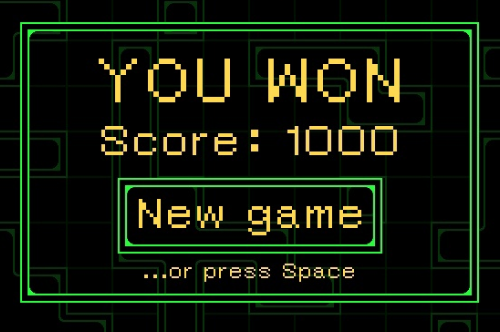 YOU WON
Score: 1000
New game
...or press Space